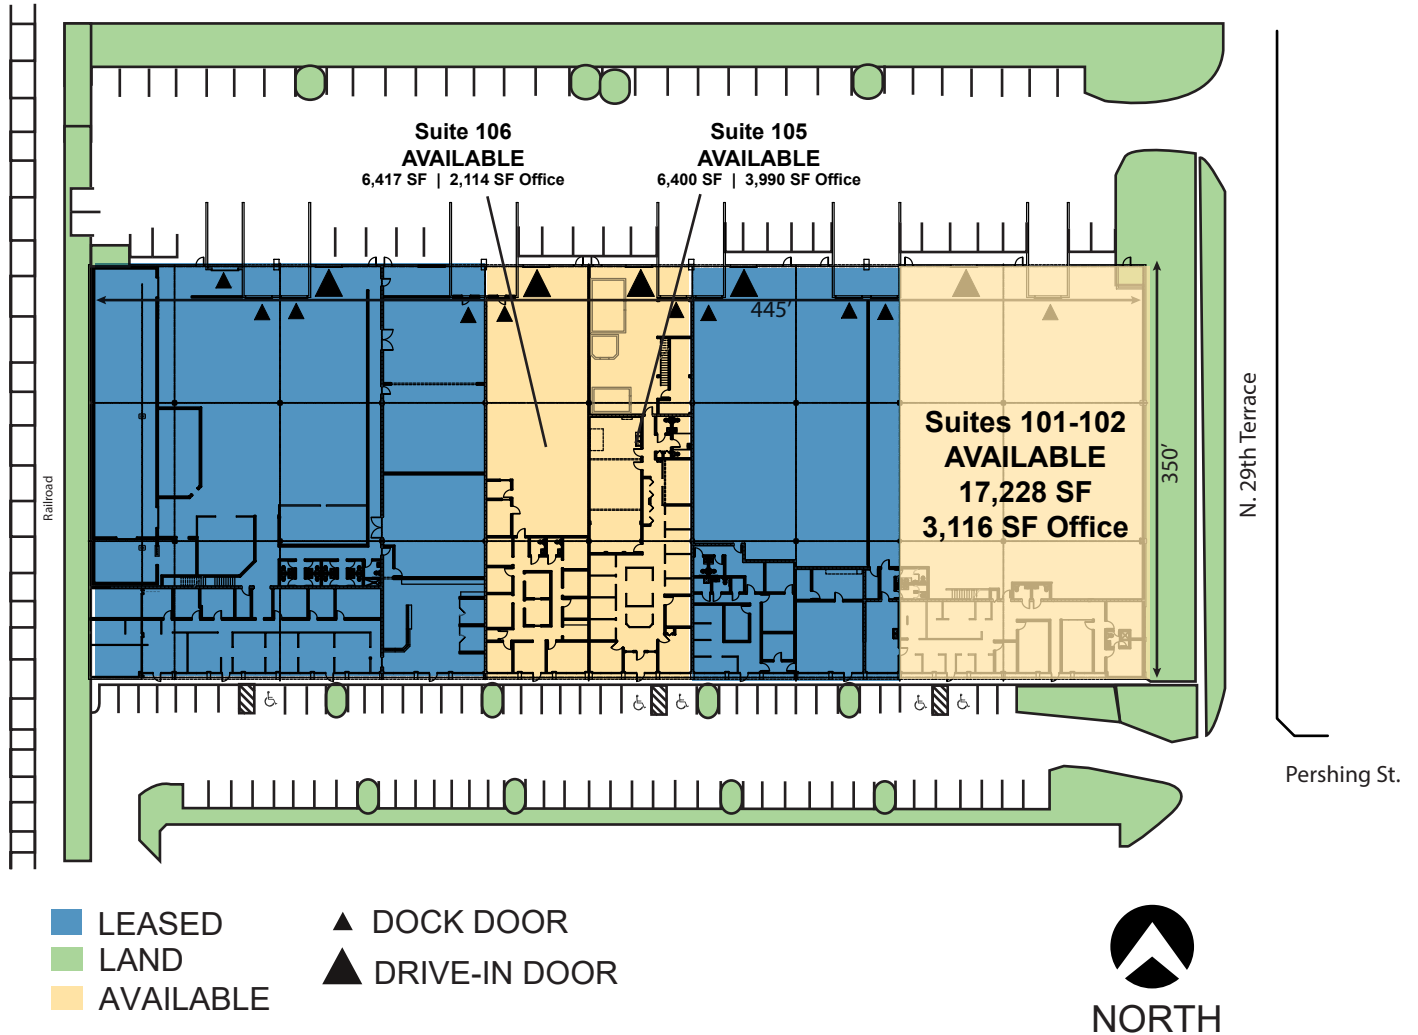 Suite 106
AVAILABLE
6,417 SF | 2,114 SF Office
Suite 105
AVAILABLE
6,400 SF | 3,990 SF Office
445'
Suites 101-102
AVAILABLE
17,228 SF
3,116 SF Office
350'
N. 29th Terrace
Railroad
Pershing St.
LEASED
LAND
AVAILABLE
DOCK DOOR
DRIVE-IN DOOR
NORTH